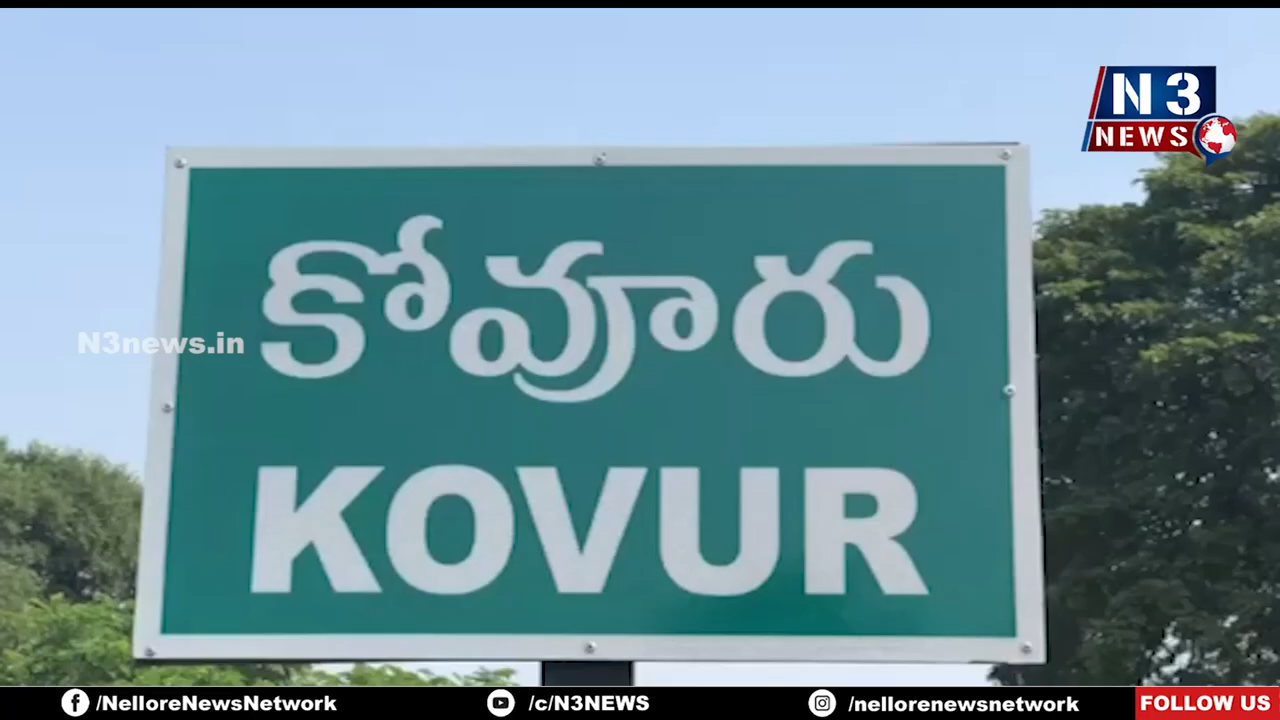 N3
NEWS
కోవూరు
N3news.in
KOVUR
/NelloreNewsNetwork
/c/N3NEWS
/nellorenewsnetwork
FOLLOW US